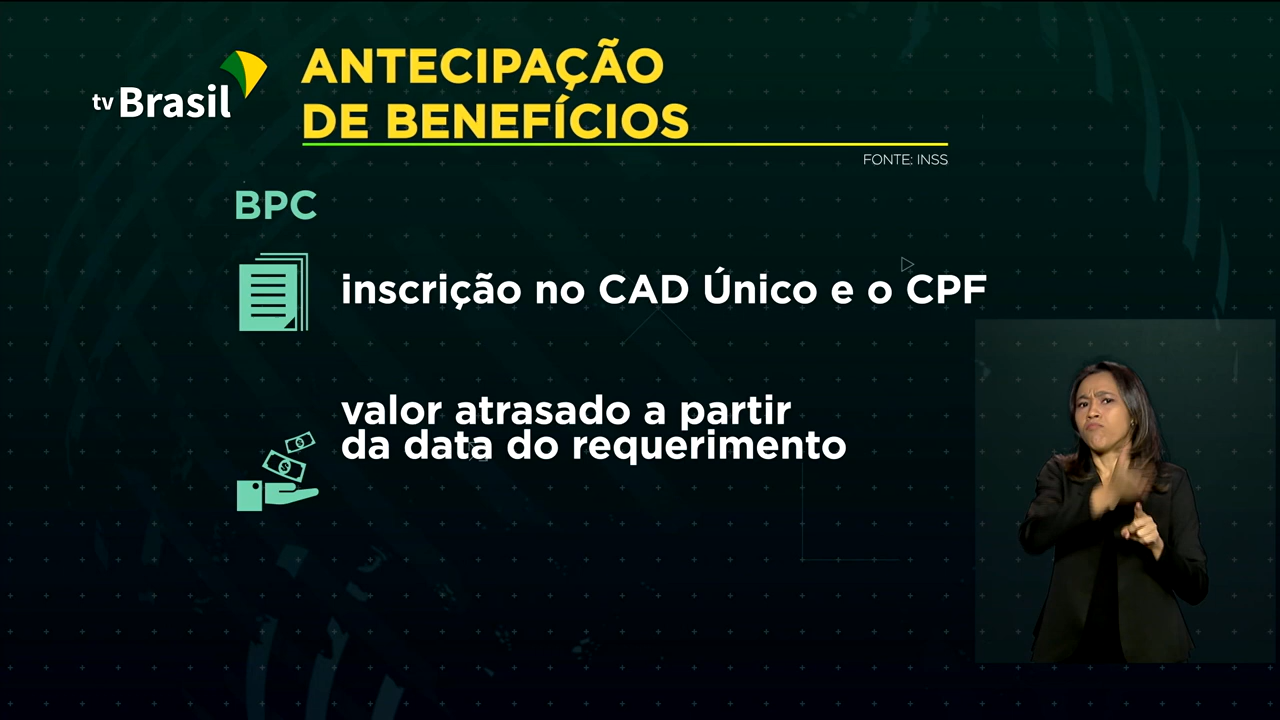 tv Brasil
ANTECIPAÇÃO
DE BENEFÍCIOS
FONTE: INSS
BPC
inscrição no CAD Único e o CPF
valor atrasado a partir
da data do requerimento